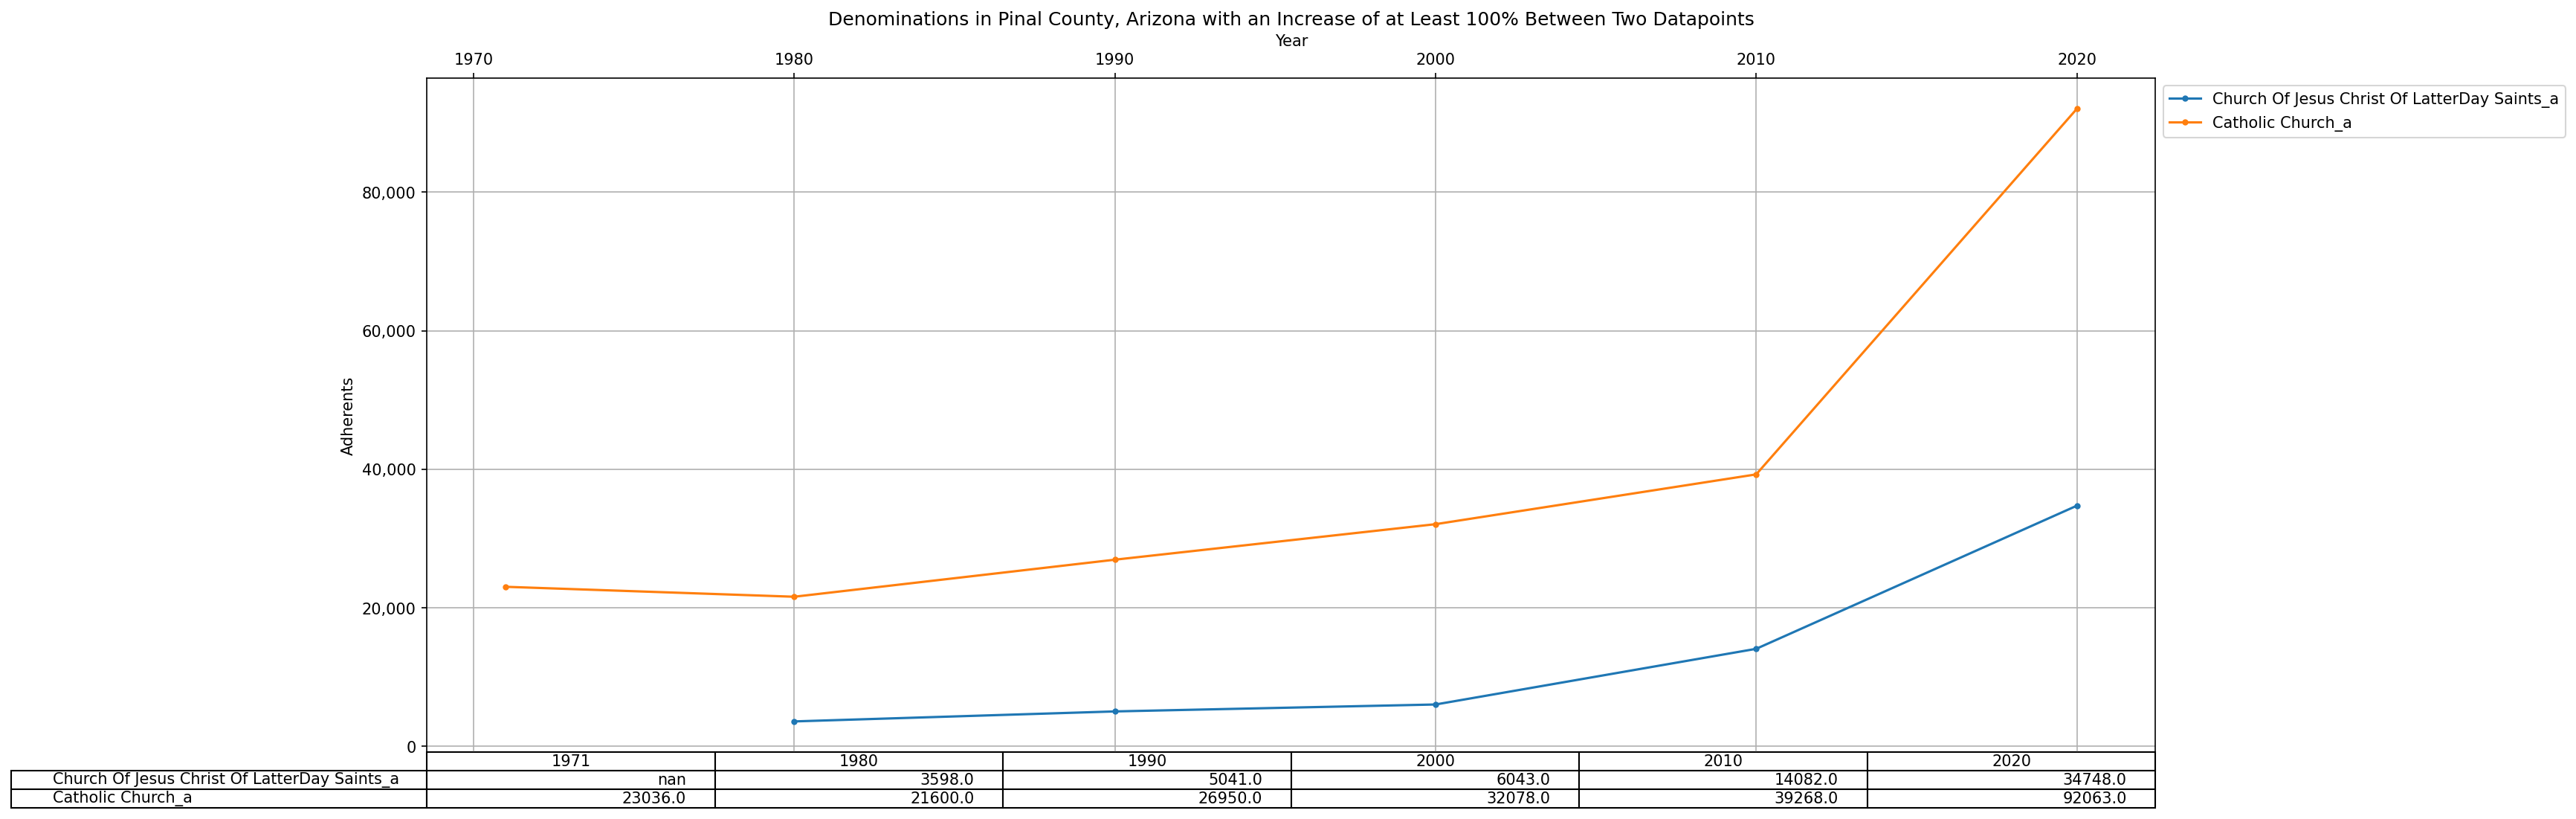 Denominations in Pinal County, Arizona with an Increase of at Least 100% Between Two Datapoints
Year
1970 1980 1990 2000 2010 2020
Church Of Jesus Christ Of LatterDay Saints_a
Catholic Church_a
80,000
60,000
40,000
20,000
0
Adherents
1971 1980 1990 2000 2010 2020
Church Of Jesus Christ Of LatterDay Saints_a nan 3598.0 5041.0 6043.0 14082.0 34748.0
Catholic Church_a 23036.0 21600.0 26950.0 32078.0 39268.0 92063.0